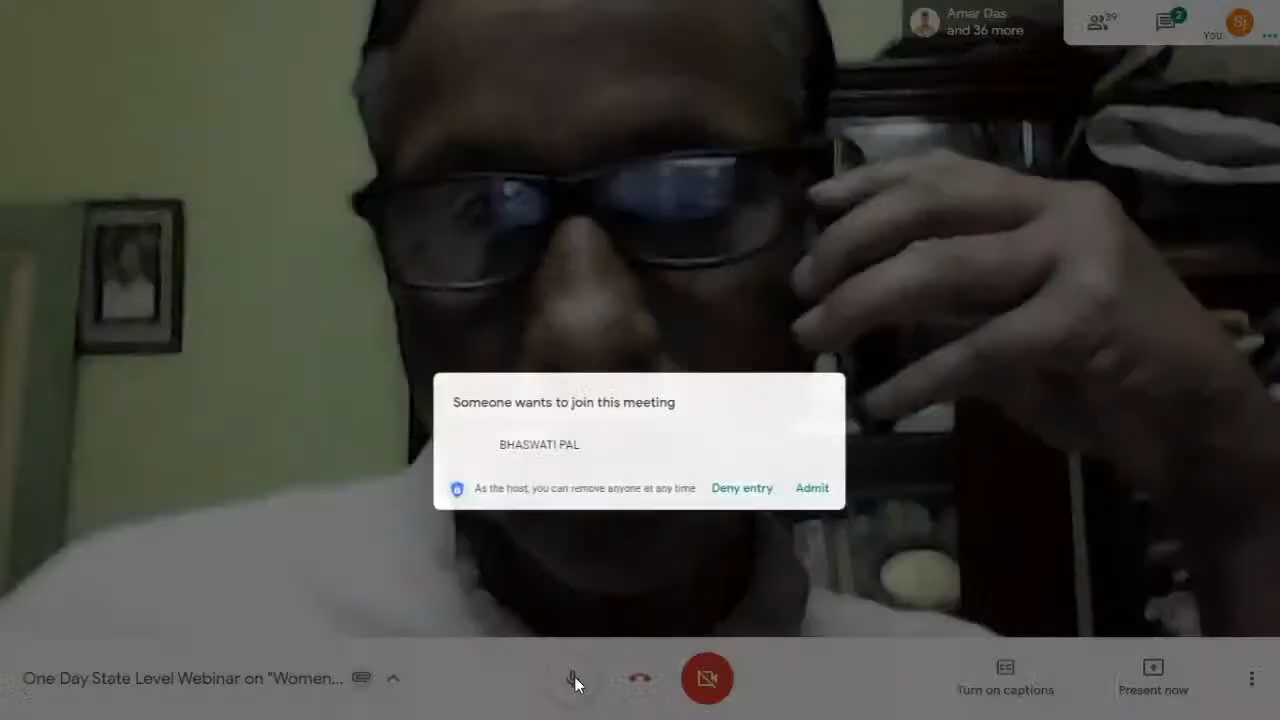 Amar Das
and 36 more
39
2
You
Sj
Someone wants to join this meeting
BHASWATI PAL
As the host, you can remove anyone at any time
Deny entry
Admit
One Day State Level Webinar on "Women...
CC
Turn on captions
Present now